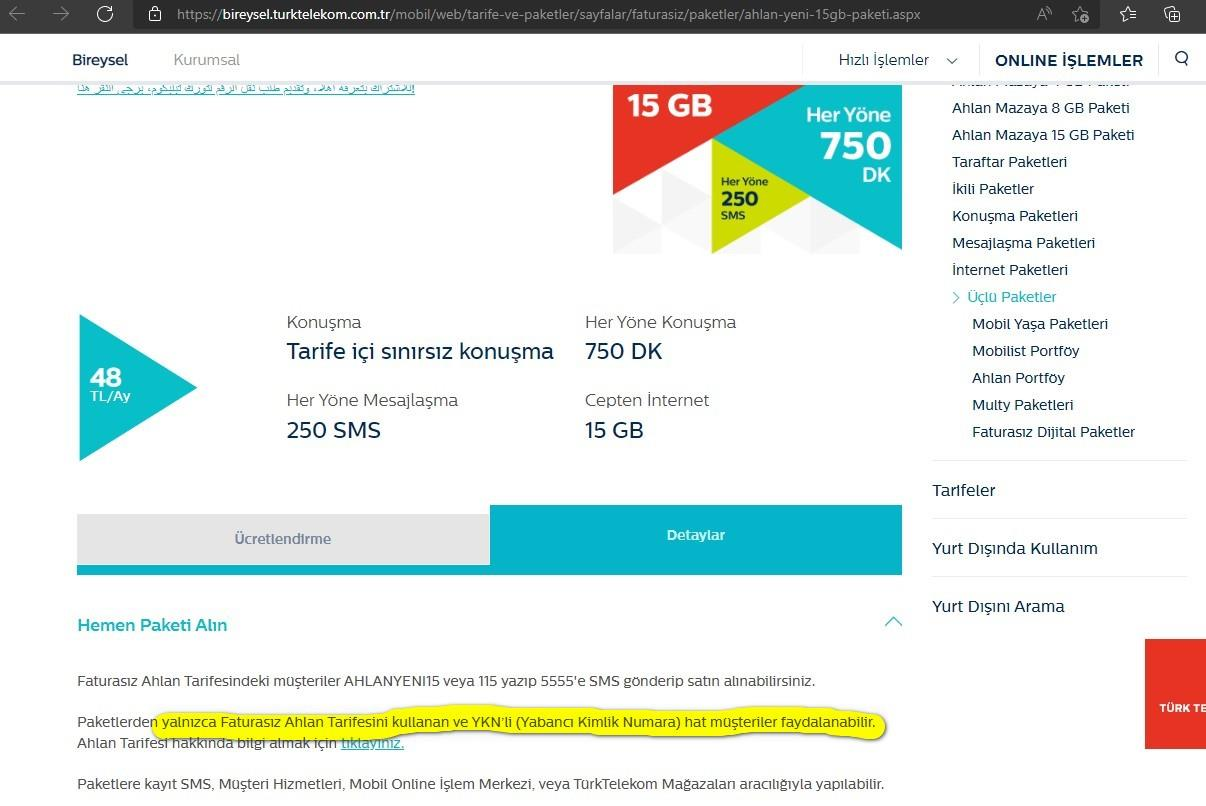 https://bireysel.turktelekom.com.tr/mobil/web/tarife-ve-paketler/sayfalar/faturasiz/paketler/ahlan-yeni-15gb-paketi.aspx
Bireysel
Kurumsal
Hızlı İşlemler
ONLINE İŞLEMLER
15 GB
Her Yöne
750
DK
Her Yöne
250
SMS
48
TL/Ay
Konuşma
Tarife içi sınırsız konuşma
Her Yöne Konuşma
750 DK
Her Yöne Mesajlaşma
250 SMS
Cepten İnternet
15 GB
Ücretlendirme
Detaylar
Hemen Paketi Alın
Faturasız Ahlan Tarifesindeki müşteriler AHLANYENI15 veya 115 yazıp 5555'e SMS gönderip satın alınabilirsiniz.
Paketlerden yalnızca Faturasız Ahlan Tarifesini kullanan ve YKN'li (Yabancı Kimlik Numara) hat müşteriler faydalanabilir.
Ahlan Tarifesi hakkında bilgi almak için tıklayınız.
Paketlere kayıt SMS, Müşteri Hizmetleri, Mobil Online İşlem Merkezi, veya TürkTelekom Mağazaları aracılığıyla yapılabilir.
Ahlan Mazaya 8 GB Paketi
Ahlan Mazaya 15 GB Paketi
Taraftar Paketleri
İkili Paketler
Konuşma Paketleri
Mesajlaşma Paketleri
İnternet Paketleri
Üçlü Paketler
Mobil Yaşa Paketleri
Mobilist Portföy
Ahlan Portföy
Multy Paketleri
Faturasız Dijital Paketler
Tarifeler
Yurt Dışında Kullanım
Yurt Dışını Arama
TÜRK TE